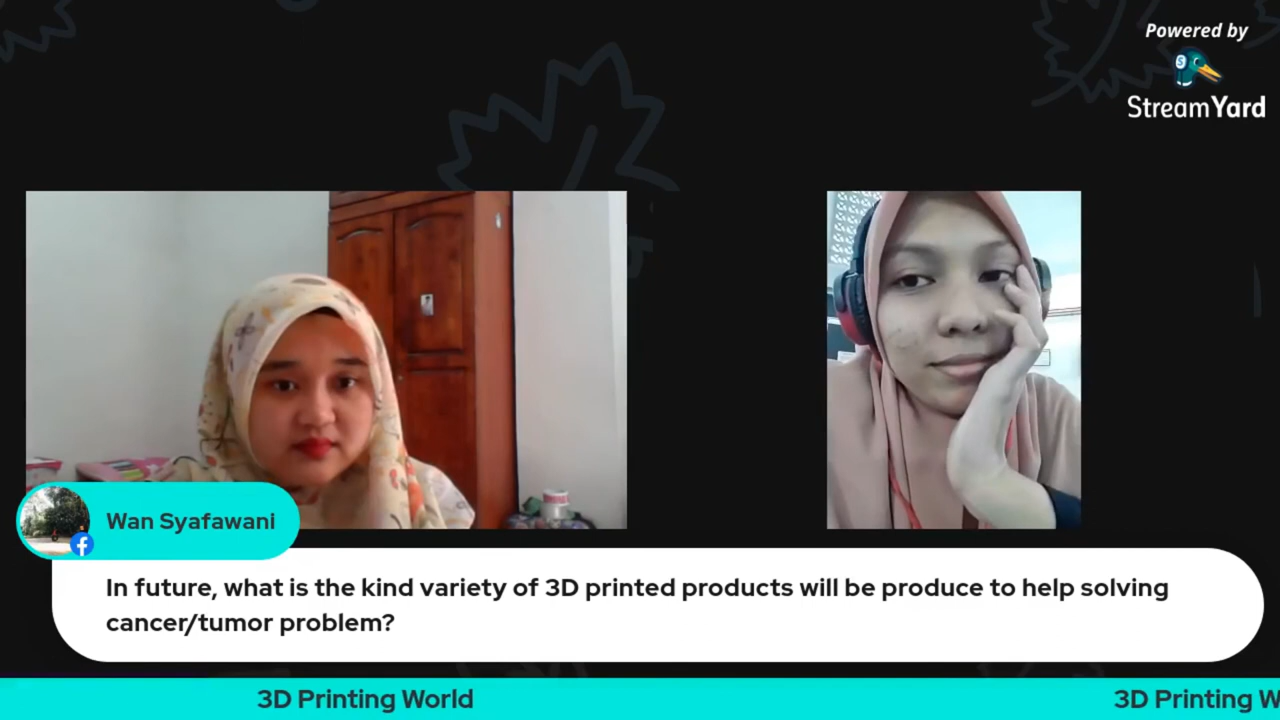 Powered by
StreamYard
Wan Syafawani
In future, what is the kind variety of 3D printed products will be produce to help solving
cancer/tumor problem?
3D Printing World
3D Printing W